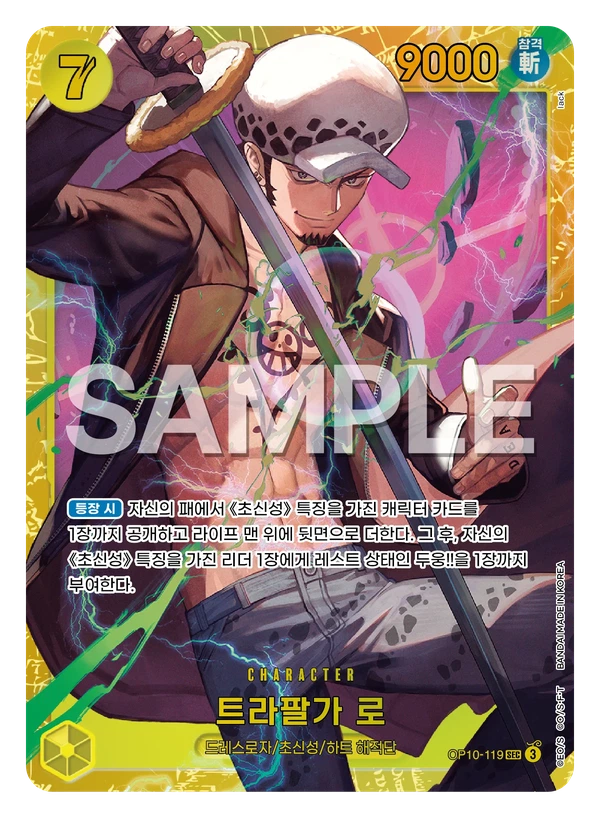 7
9000
참격
斬
lack
SAMPLE
등장 시 자신의 패에서 《초신성》 특징을 가진 캐릭터 카드를
1장까지 공개하고 라이프 맨 위에 뒷면으로 더한다. 그 후, 자신의
《초신성》 특징을 가진 리더 1장에게 레스트 상태인 두웅!!을 1장까지
부여한다.
CHARACTER
트라팔가 로
드레스로자/초신성/하트 해적단
OP10-119 SEC 3
©EO/S ©O/S·F·T BANDAI MADE IN KOREA